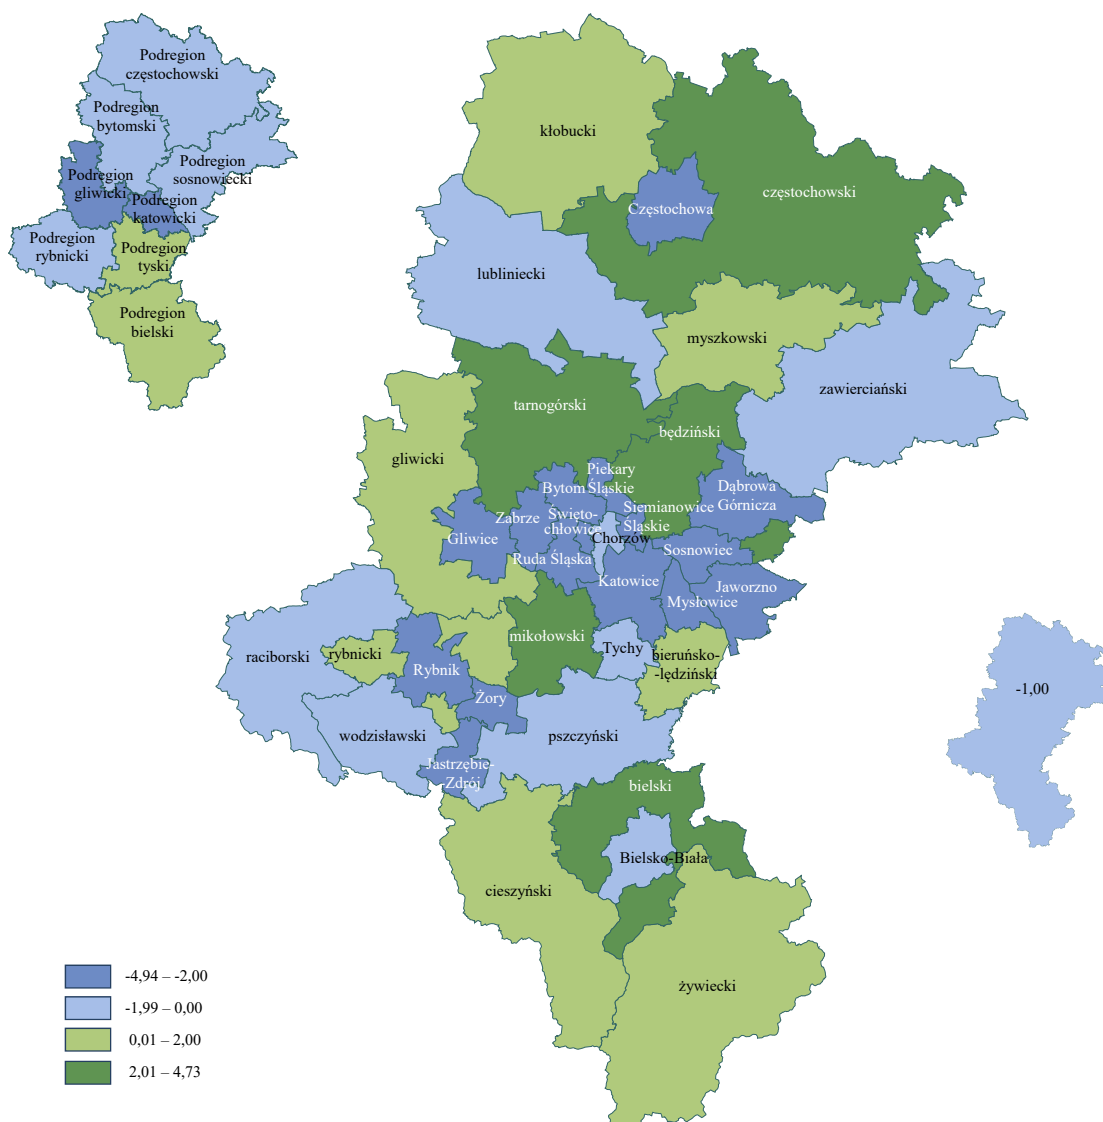 Podregion
częstochowski
Podregion
bytomski
Podregion
sosnowiecki
Podregion
gliwicki
Podregion
katowicki
Podregion
rybnicki
Podregion
tyski
Podregion
bielski
kłobucki
częstochowski
Częstochowa
lubliniecki
myszkowski
zawierciański
tarnogórski
będziński
gliwicki
Piekary
Śląskie
Bytom
Dąbrowa
Górnicza
Siemianowice
Śląskie
Zabrze
Święto-
chłowice
Chorzów
Gliwice
Ruda Śląska
Sosnowiec
Katowice
Jaworzno
Mysłowice
mikołowski
Tychy
bieruńsko-
-lędziński
raciborski
rybnicki
Rybnik
Żory
wodzisławski
pszczyński
Jastrzębie-
Zdrój
bielski
Bielsko-Biała
cieszyński
żywiecki
-1,00
-4,94 – -2,00
-1,99 – 0,00
0,01 – 2,00
2,01 – 4,73